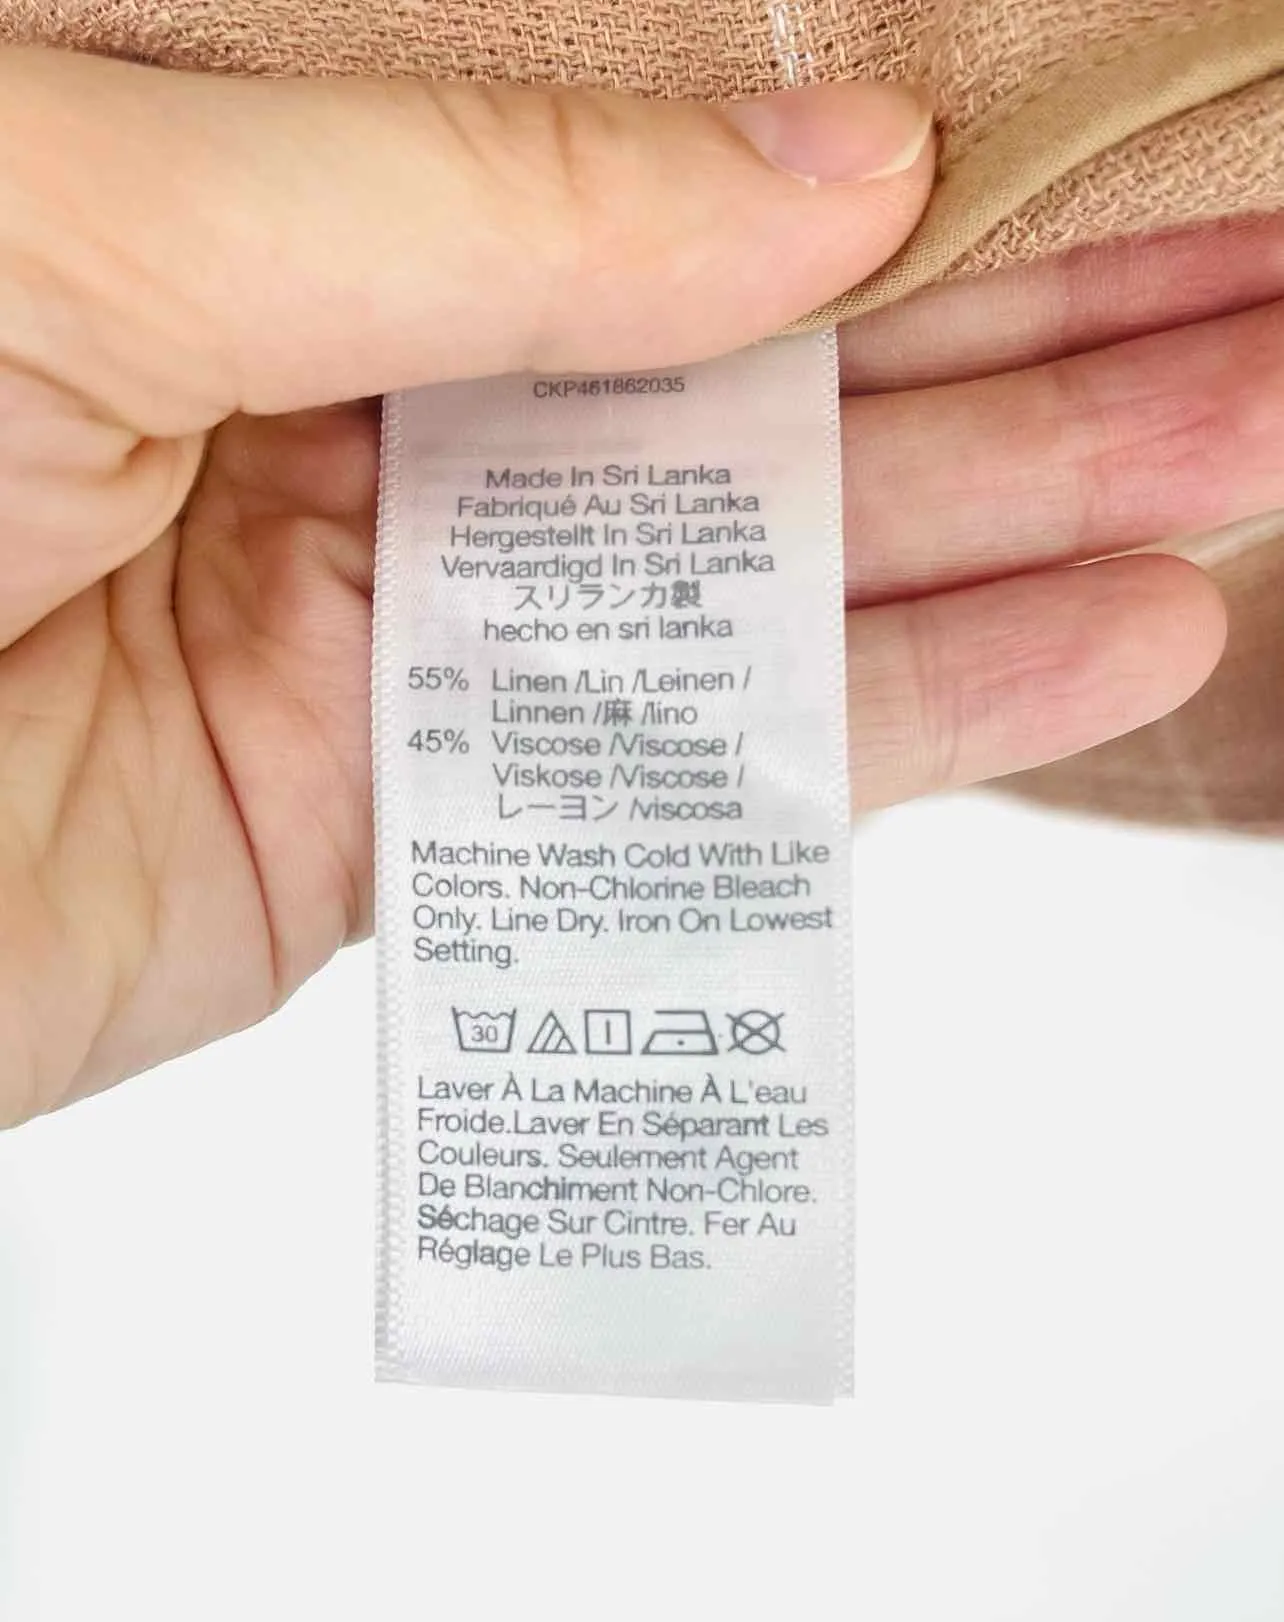 CKP461862035
Made In Sri Lanka
Fabriqué Au Sri Lanka
Hergestellt In Sri Lanka
Vervaardigd In Sri Lanka
スリランカ製
hecho en sri lanka
55% Linen /Lin /Leinen /
Linnen /麻 /lino
45% Viscose /Viscose /
Viskose /Viscose /
レーヨン /viscosa
Machine Wash Cold With Like
Colors. Non-Chlorine Bleach
Only. Line Dry. Iron On Lowest
Setting.
30
Laver À La Machine À L'eau
Froide.Laver En Séparant Les
Couleurs. Seulement Agent
De Blanchiment Non-Chlore.
Séchage Sur Cintre. Fer Au
Réglage Le Plus Bas.